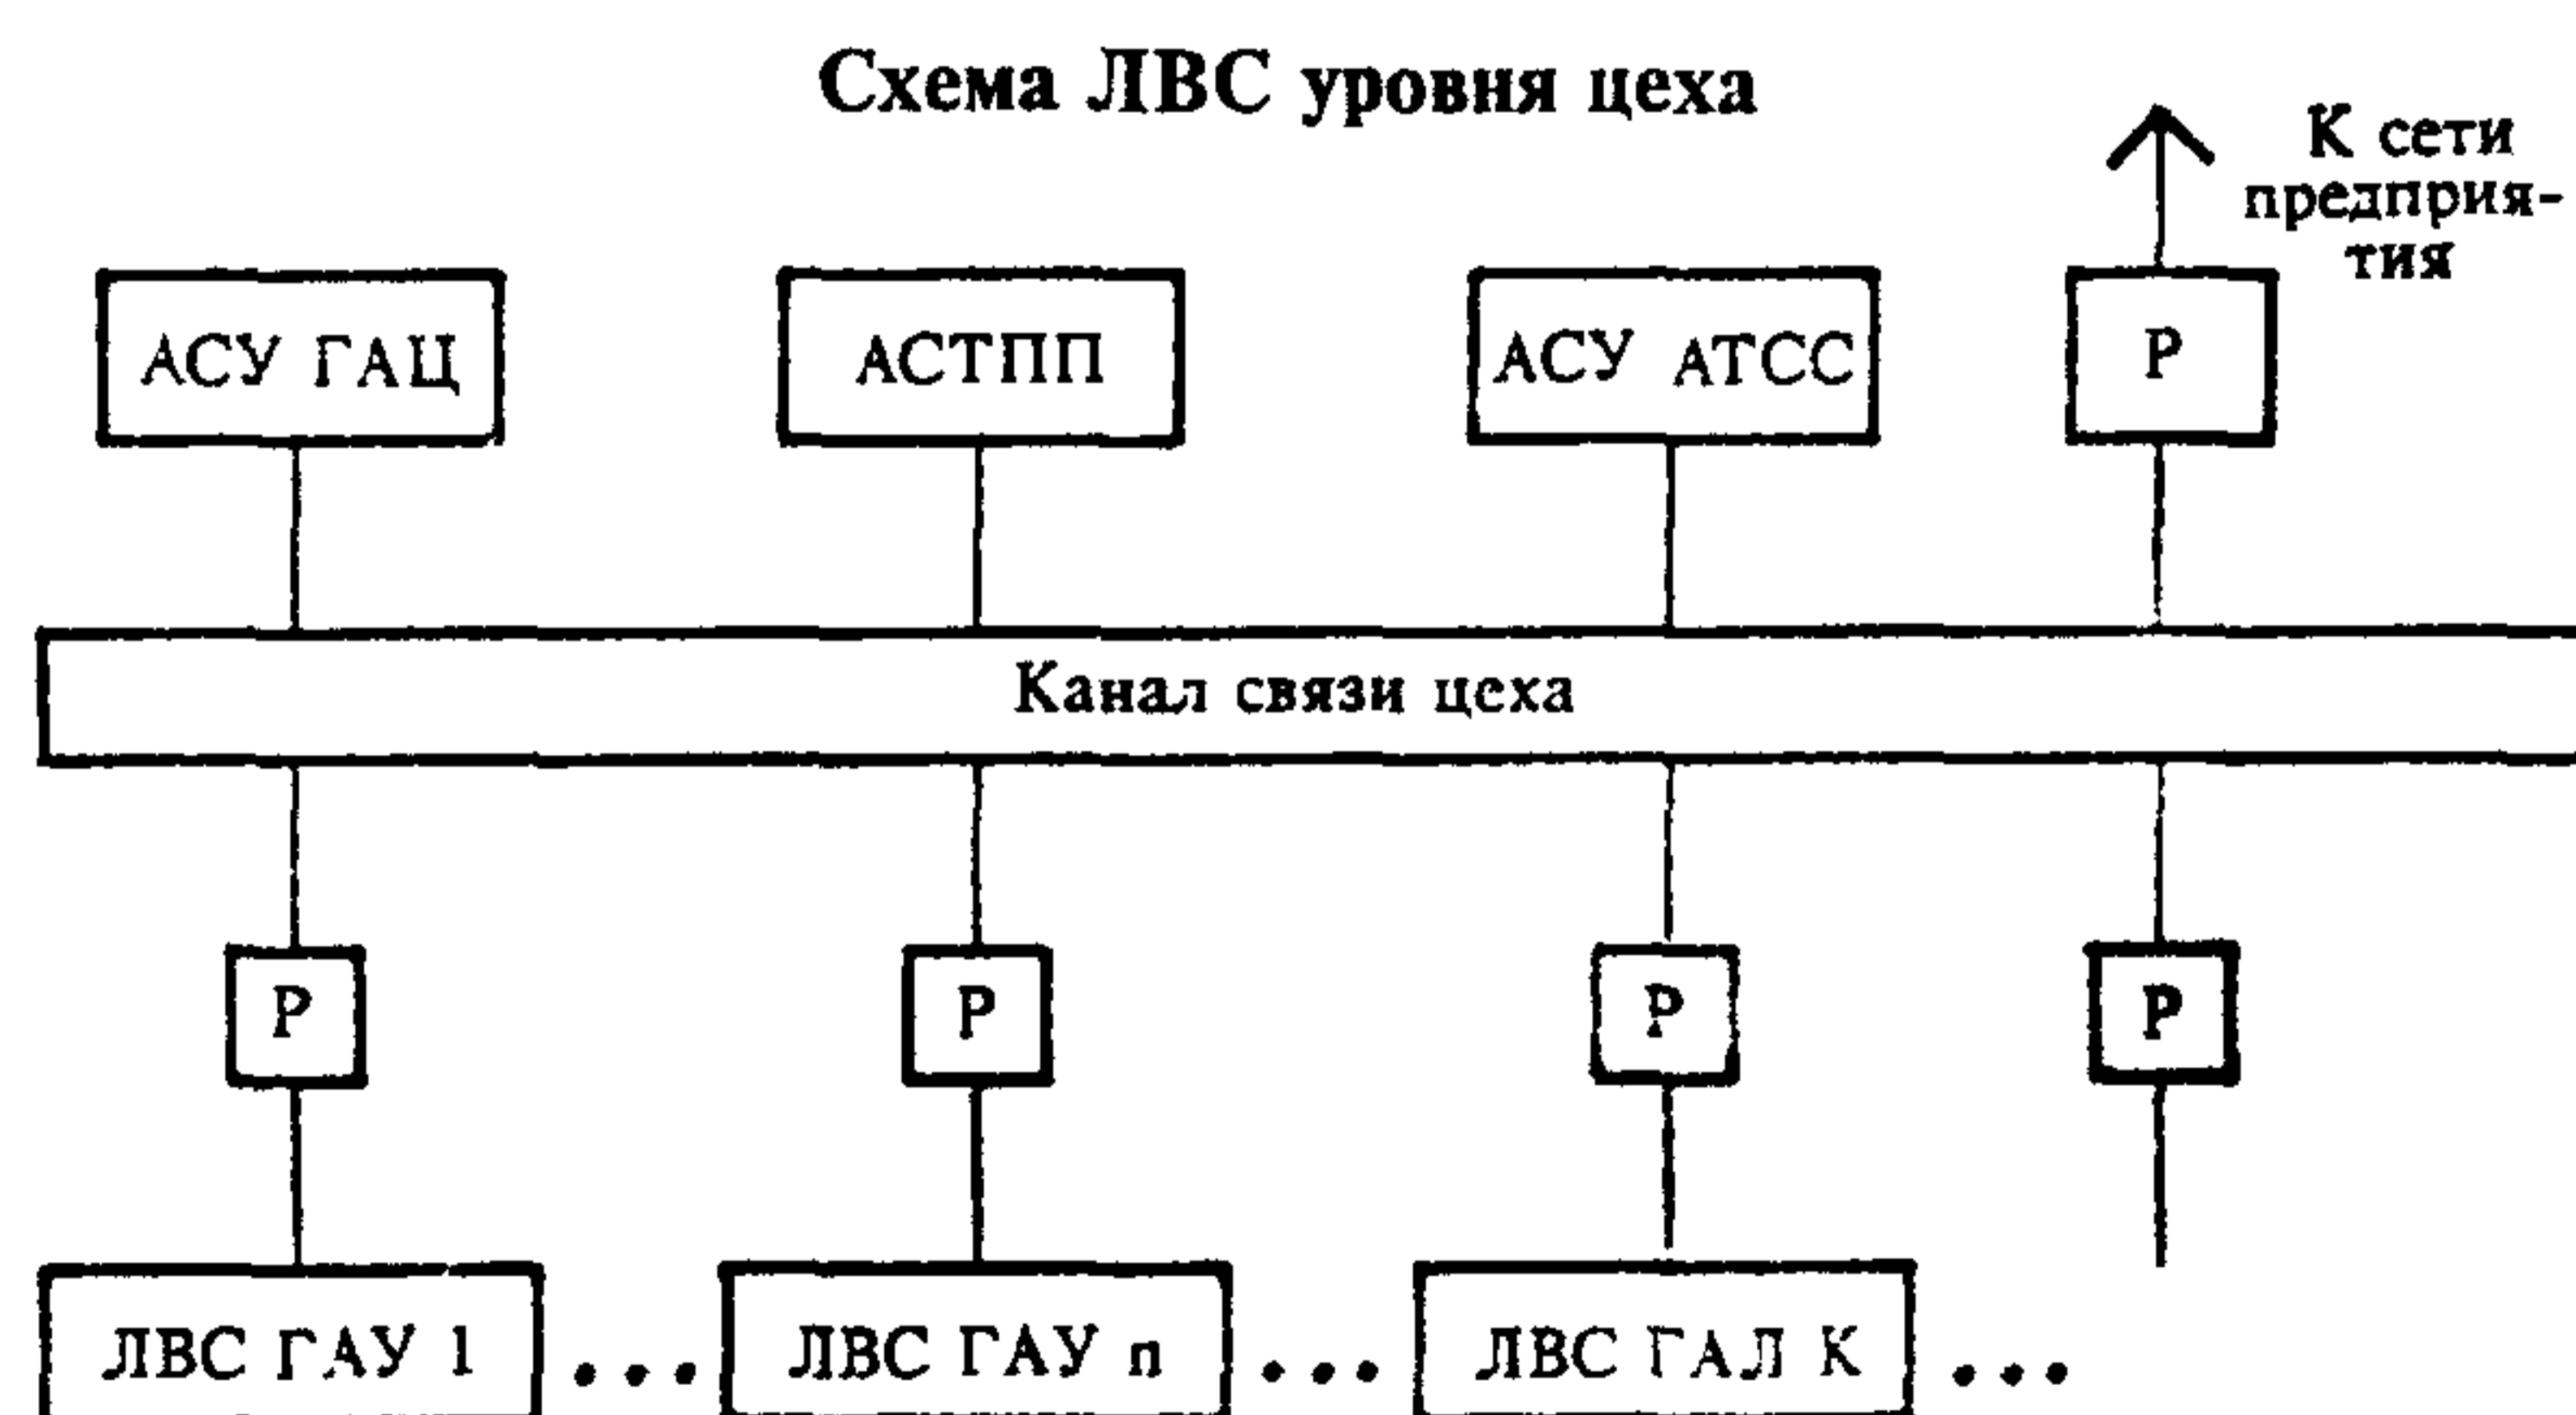 Схема ЛВС уровня цеха
К сети
предприя-
тия
АСУ ГАЦ
АСТПП
АСУ АТСС
Р
Канал связи цеха
Р
Р
Р
Р
ЛВС ГАУ 1
...
ЛВС ГАУ n
...
ЛВС ГАЛ К
...